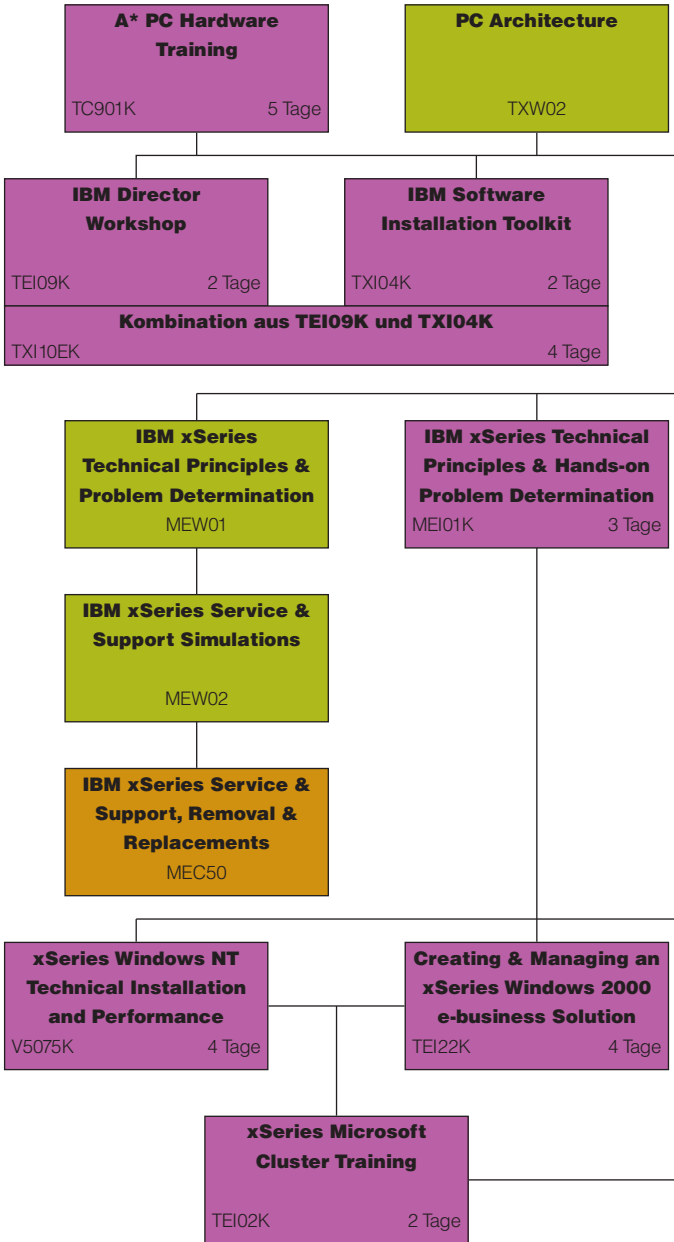 A* PC Hardware
Training
TC901K 5 Tage
PC Architecture
TXW02
IBM Director
Workshop
TEI09K 2 Tage
IBM Software
Installation Toolkit
TXI04K 2 Tage
Kombination aus TEI09K und TXI04K
TXI10EK 4 Tage
IBM xSeries
Technical Principles &
Problem Determination
MEW01
IBM xSeries Technical
Principles & Hands-on
Problem Determination
MEI01K 3 Tage
IBM xSeries Service &
Support Simulations
MEW02
IBM xSeries Service &
Support, Removal &
Replacements
MEC50
xSeries Windows NT
Technical Installation
and Performance
V5075K 4 Tage
Creating & Managing an
xSeries Windows 2000
e-business Solution
TEI22K 4 Tage
xSeries Microsoft
Cluster Training
TEI02K 2 Tage